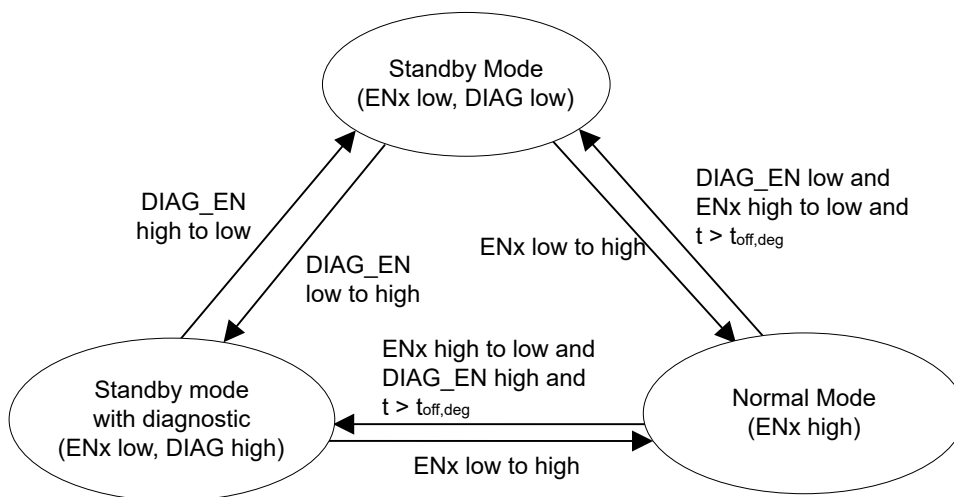 Standby Mode
(ENx low, DIAG low)
DIAG_EN
high to low
DIAG_EN
low to high
ENx low to high
DIAG_EN low and
ENx high to low and
t > toff,deg
Standby mode
with diagnostic
(ENx low, DIAG high)
ENx high to low and
DIAG_EN high and
t > toff,deg
ENx low to high
Normal Mode
(ENx high)